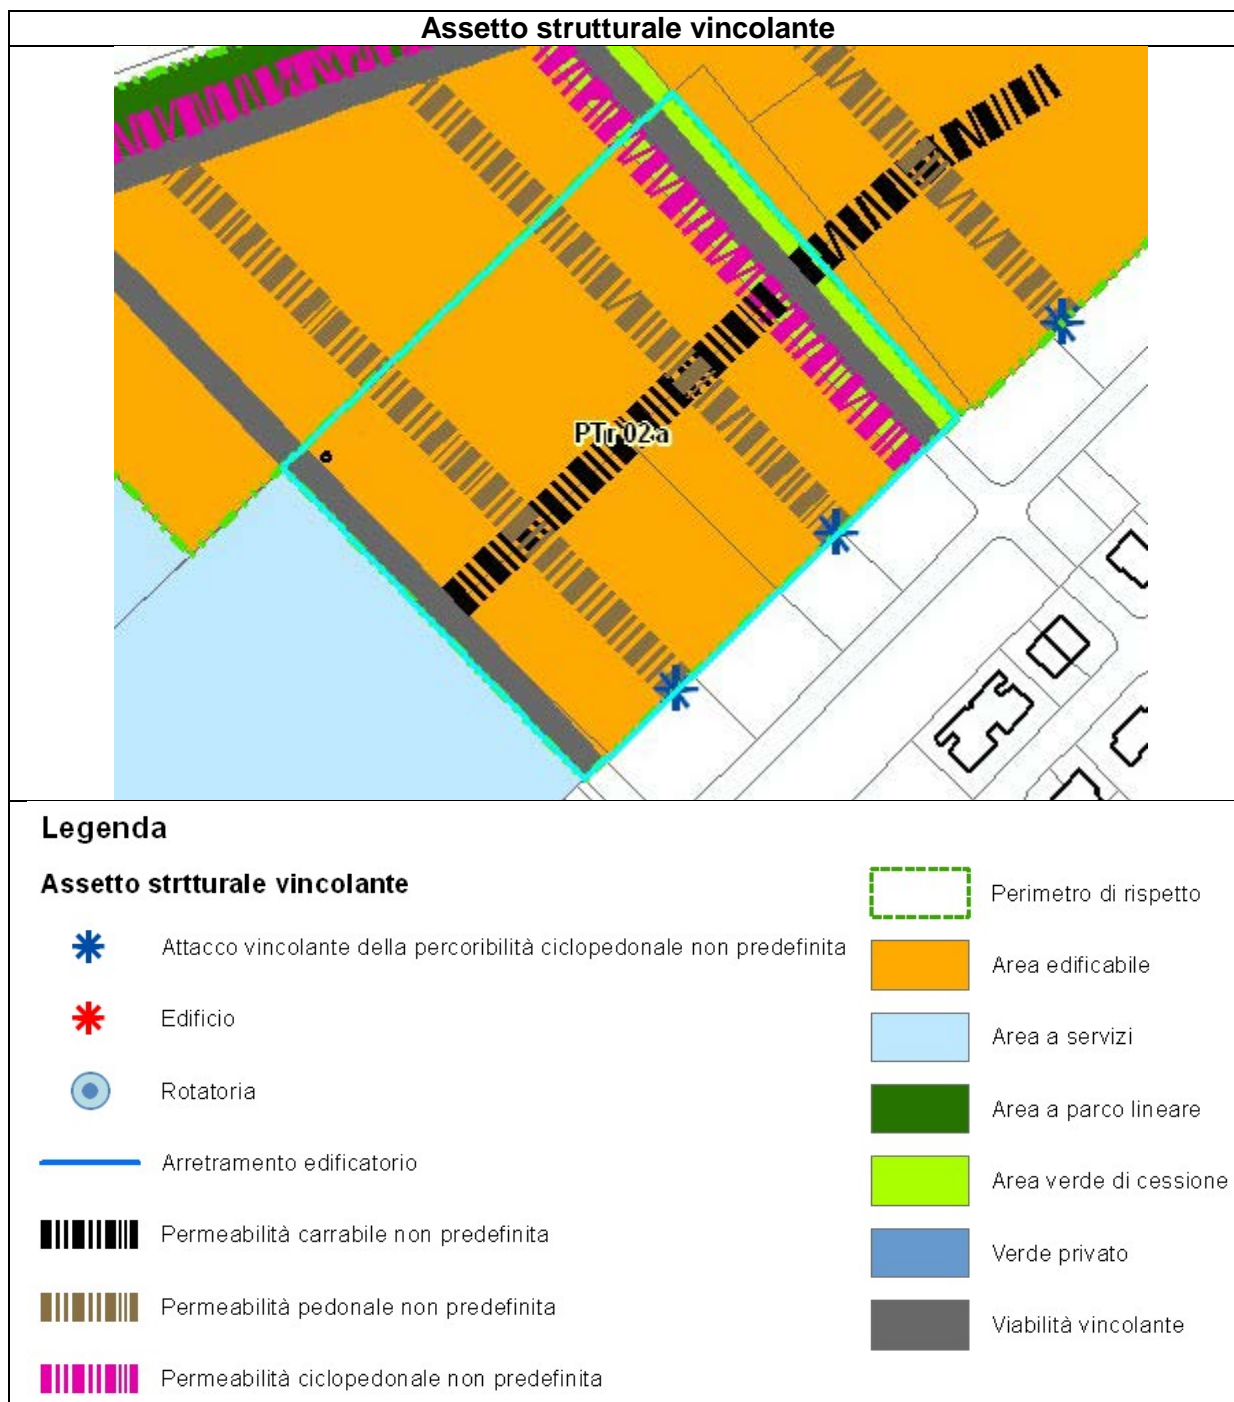 Assetto strutturale vincolante
PTr 02a
Legenda
Assetto strtturale vincolante
Attacco vincolante della percoribilità ciclopedonale non predefinita
Edificio
Rotatoria
Arretramento edificatorio
Permeabilità carrabile non predefinita
Permeabilità pedonale non predefinita
Permeabilità ciclopedonale non predefinita
Perimetro di rispetto
Area edificabile
Area a servizi
Area a parco lineare
Area verde di cessione
Verde privato
Viabilità vincolante